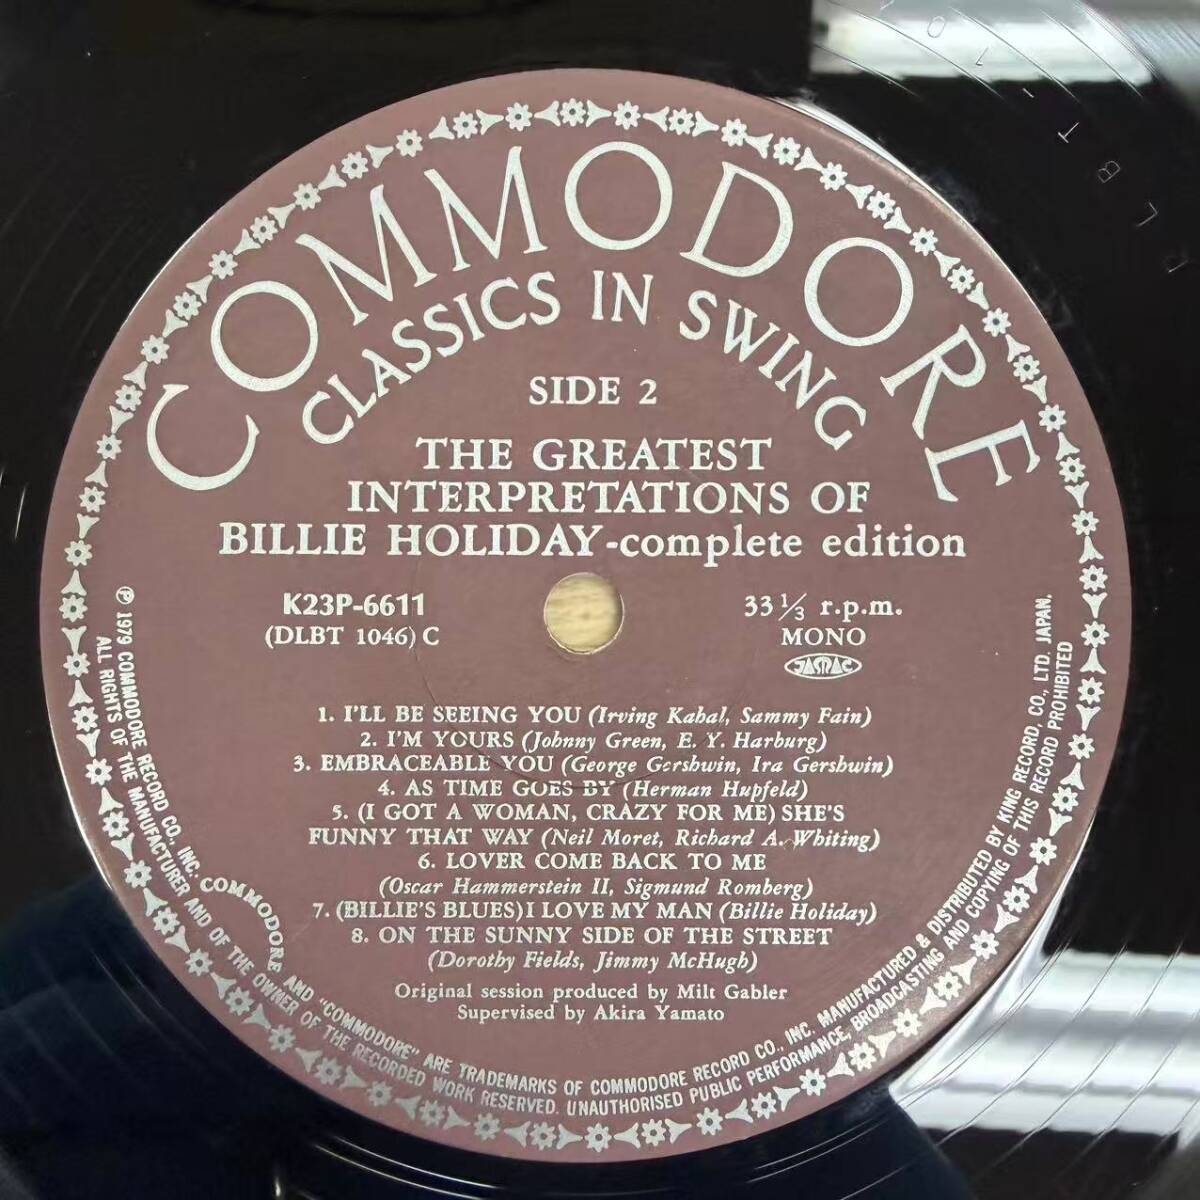 COMMODORE
CLASSICS IN SWING
SIDE 2
THE GREATEST
INTERPRETATIONS OF
BILLIE HOLIDAY-complete edition
K23P-6611
(DLBT 1046) C
33 1/3 r.p.m.
MONO
JASRAC
1. I'LL BE SEEING YOU (Irving Kahal, Sammy Fain)
2. I'M YOURS (Johnny Green, E. Y. Harburg)
3. EMBRACEABLE YOU (George Gershwin, Ira Gershwin)
4. AS TIME GOES BY (Herman Hupfeld)
5. (I GOT A WOMAN, CRAZY FOR ME) SHE'S
FUNNY THAT WAY (Neil Moret, Richard A. Whiting)
6. LOVER COME BACK TO ME
(Oscar Hammerstein II, Sigmund Romberg)
7. (BILLIE'S BLUES) I LOVE MY MAN (Billie Holiday)
8. ON THE SUNNY SIDE OF THE STREET
(Dorothy Fields, Jimmy McHugh)
Original session produced by Milt Gabler
Supervised by Akira Yamato
℗ 1979 COMMODORE RECORD CO., INC. COMMODORE AND "COMMODORE" ARE TRADEMARKS OF COMMODORE RECORD CO., INC. MANUFACTURED & DISTRIBUTED BY KING RECORD, CO., LTD. JAPAN.
ALL RIGHTS OF THE MANUFACTURER AND OF THE OWNER OF THE RECORDED WORK RESERVED. UNAUTHORISED PUBLIC PERFORMANCE, BROADCASTING AND COPYING OF THIS RECORD PROHIBITED